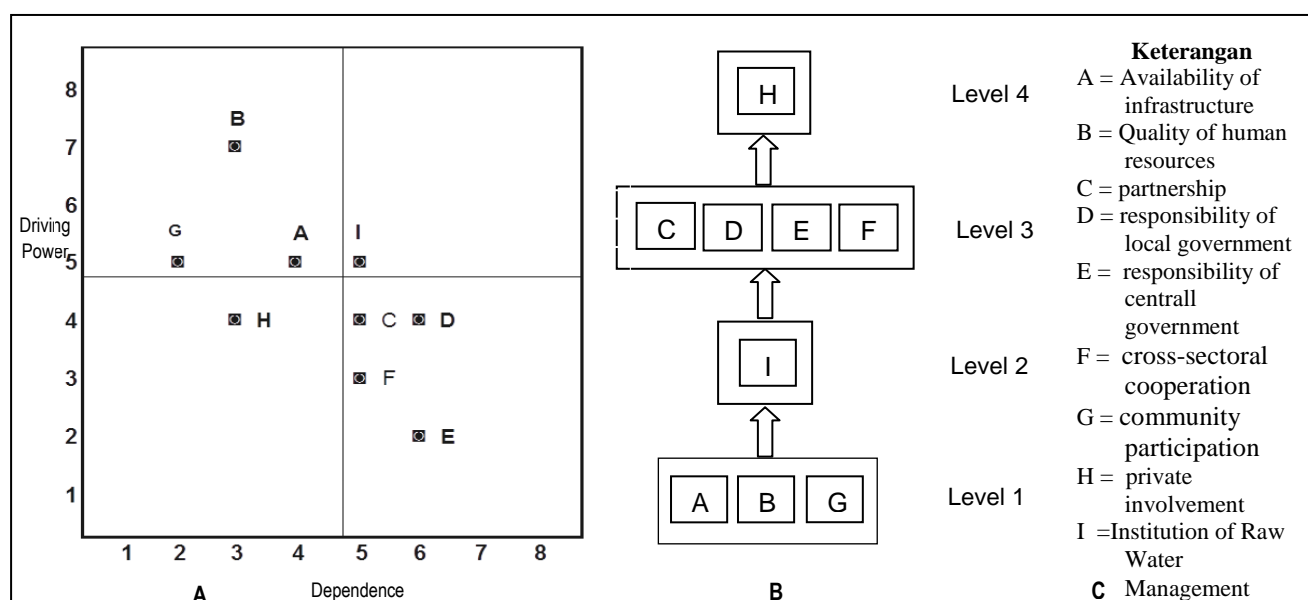 8
B
7
6
Driving
Power
G
A
I
5
4
H
C
D
3
F
2
E
1
1 2 3 4 5 6 7 8
A
Dependence
H
Level 4
C D E F
Level 3
I
Level 2
A B G
Level 1
B
Keterangan
A = Availability of
infrastructure
B = Quality of human
resources
C = partnership
D = responsibility of
local government
E = responsibility of
centrall
government
F = cross-sectoral
cooperation
G = community
participation
H = private
involvement
I =Institution of Raw
Water
C Management